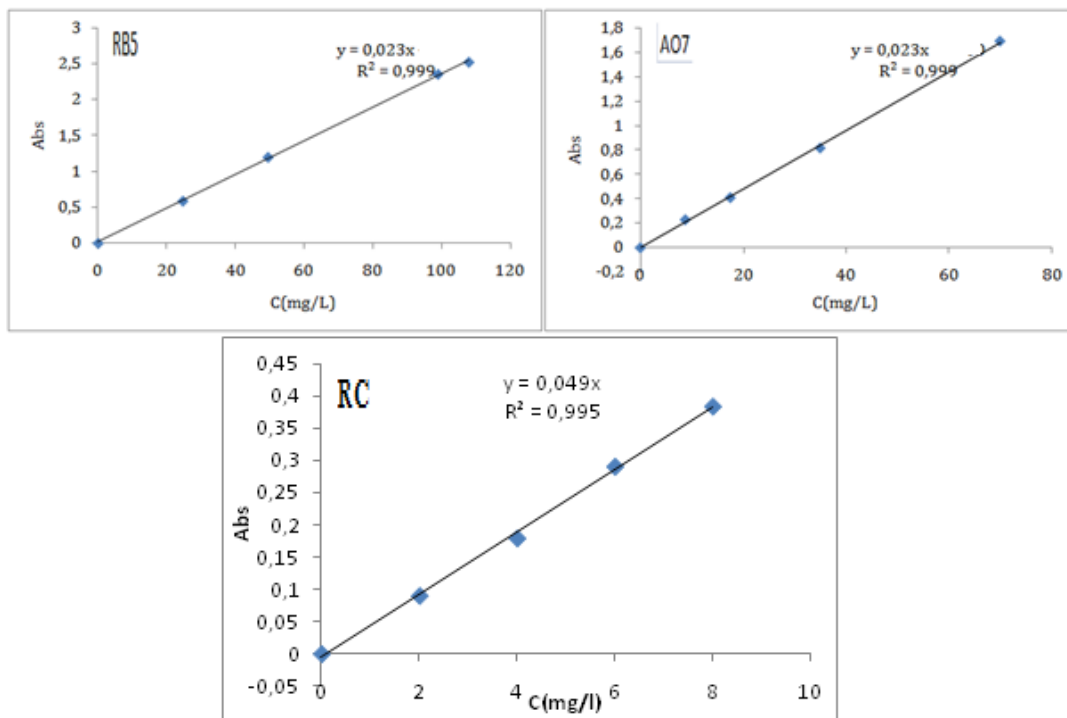 RB5
y = 0,023x
R² = 0,999
3
2,5
2
1,5
1
0,5
0
Abs
0 20 40 60 80 100 120
C(mg/L)
AO7
y = 0,023x
R² = 0,999
1,8
1,6
1,4
1,2
1
0,8
0,6
0,4
0,2
0
-0,2
Abs
0 20 40 60 80
C(mg/L)
RC
y = 0,049x
R² = 0,995
0,45
0,4
0,35
0,3
0,25
0,2
0,15
0,1
0,05
0
-0,05
Abs
0 2 4 6 8 10
C(mg/l)